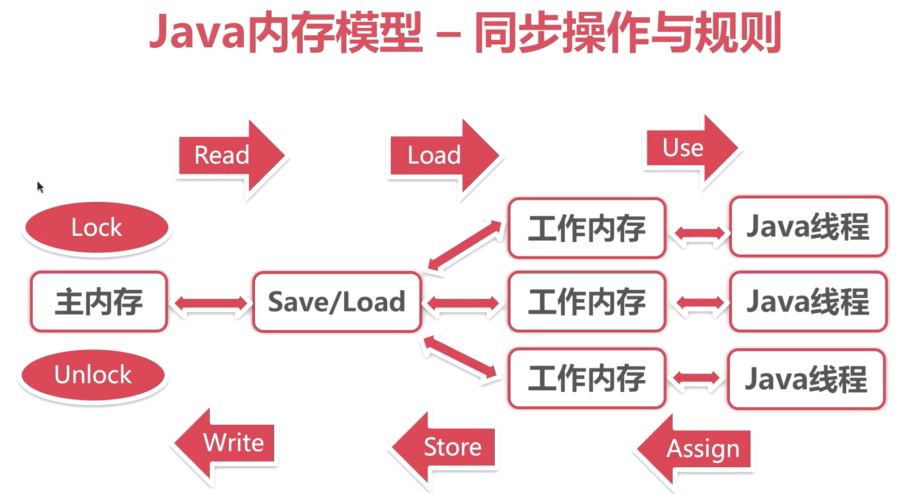 Java内存模型 – 同步操作与规则
Read
Load
Use
Lock
工作内存
Java线程
主内存
Save/Load
工作内存
Java线程
Unlock
工作内存
Java线程
Write
Store
Assign